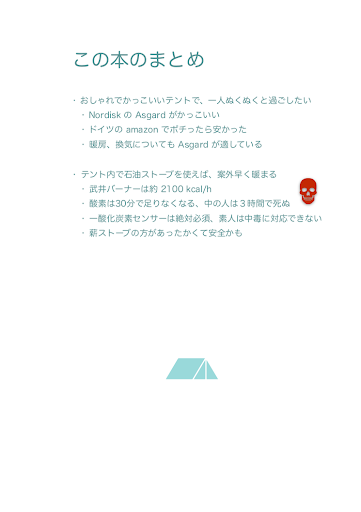 この本のまとめ
・おしゃれでかっこいいテントで、一人ぬくぬくと過ごしたい
・Nordisk の Asgard がかっこいい
・ドイツの amazon でポチったら安かった
・暖房、換気についても Asgard が適している
・テント内で石油ストーブを使えば、案外早く暖まる
・武井バーナーは約 2100 kcal/h
・酸素は30分で足りなくなる、中の人は３時間で死ぬ
・一酸化炭素センサーは絶対必須、素人は中毒に対応できない
・薪ストーブの方があったかくて安全かも